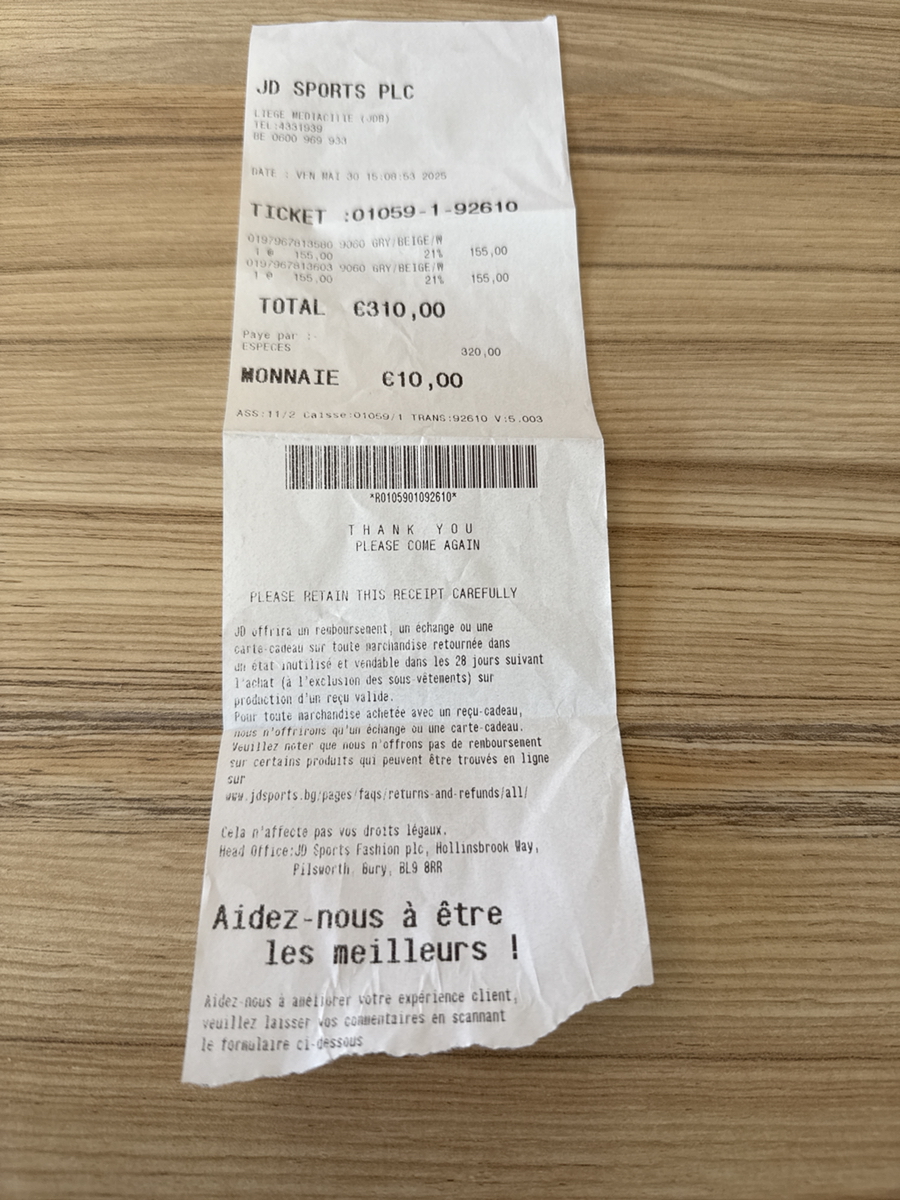 JD SPORTS PLC
LIEGE MEDIACITE (JDB)
TEL:4331939
BE 0600 969 933
DATE : VEN MAI 30 15:08:53 2025
TICKET :01059-1-92610
0197967813580 9060 GRY/BEIGE/W
1 @ 155,00 21% 155,00
0197967813603 9060 GRY/BEIGE/W
1 @ 155,00 21% 155,00
TOTAL €310,00
Paye par :-
ESPECES 320,00
MONNAIE €10,00
ASS:11/2 Caisse:01059/1 TRANS:92610 V:5.003
*R0105901092610*
THANK YOU
PLEASE COME AGAIN
PLEASE RETAIN THIS RECEIPT CAREFULLY
JD offrira un remboursement, un échange ou une
carte-cadeau sur toute marchandise retournée dans
un état inutilisé et vendable dans les 28 jours suivant
l'achat (à l'exclusion des sous-vêtements) sur
production d'un reçu valide.
Pour toute marchandise achetée avec un reçu-cadeau,
nous n'offrirons qu'un échange ou une carte-cadeau.
Veuillez noter que nous n'offrons pas de remboursement
sur certains produits qui peuvent être trouvés en ligne
sur
www.jdsports.bg/pages/faqs/returns-and-refunds/all/
Cela n'affecte pas vos droits légaux.
Head Office:JD Sports Fashion plc, Hollinsbrook Way,
Pilsworth, Bury, BL9 8RR
Aidez-nous à être
les meilleurs !
Aidez-nous à améliorer votre expérience client,
veuillez laisser vos commentaires en scannant
le formulaire ci-dessous